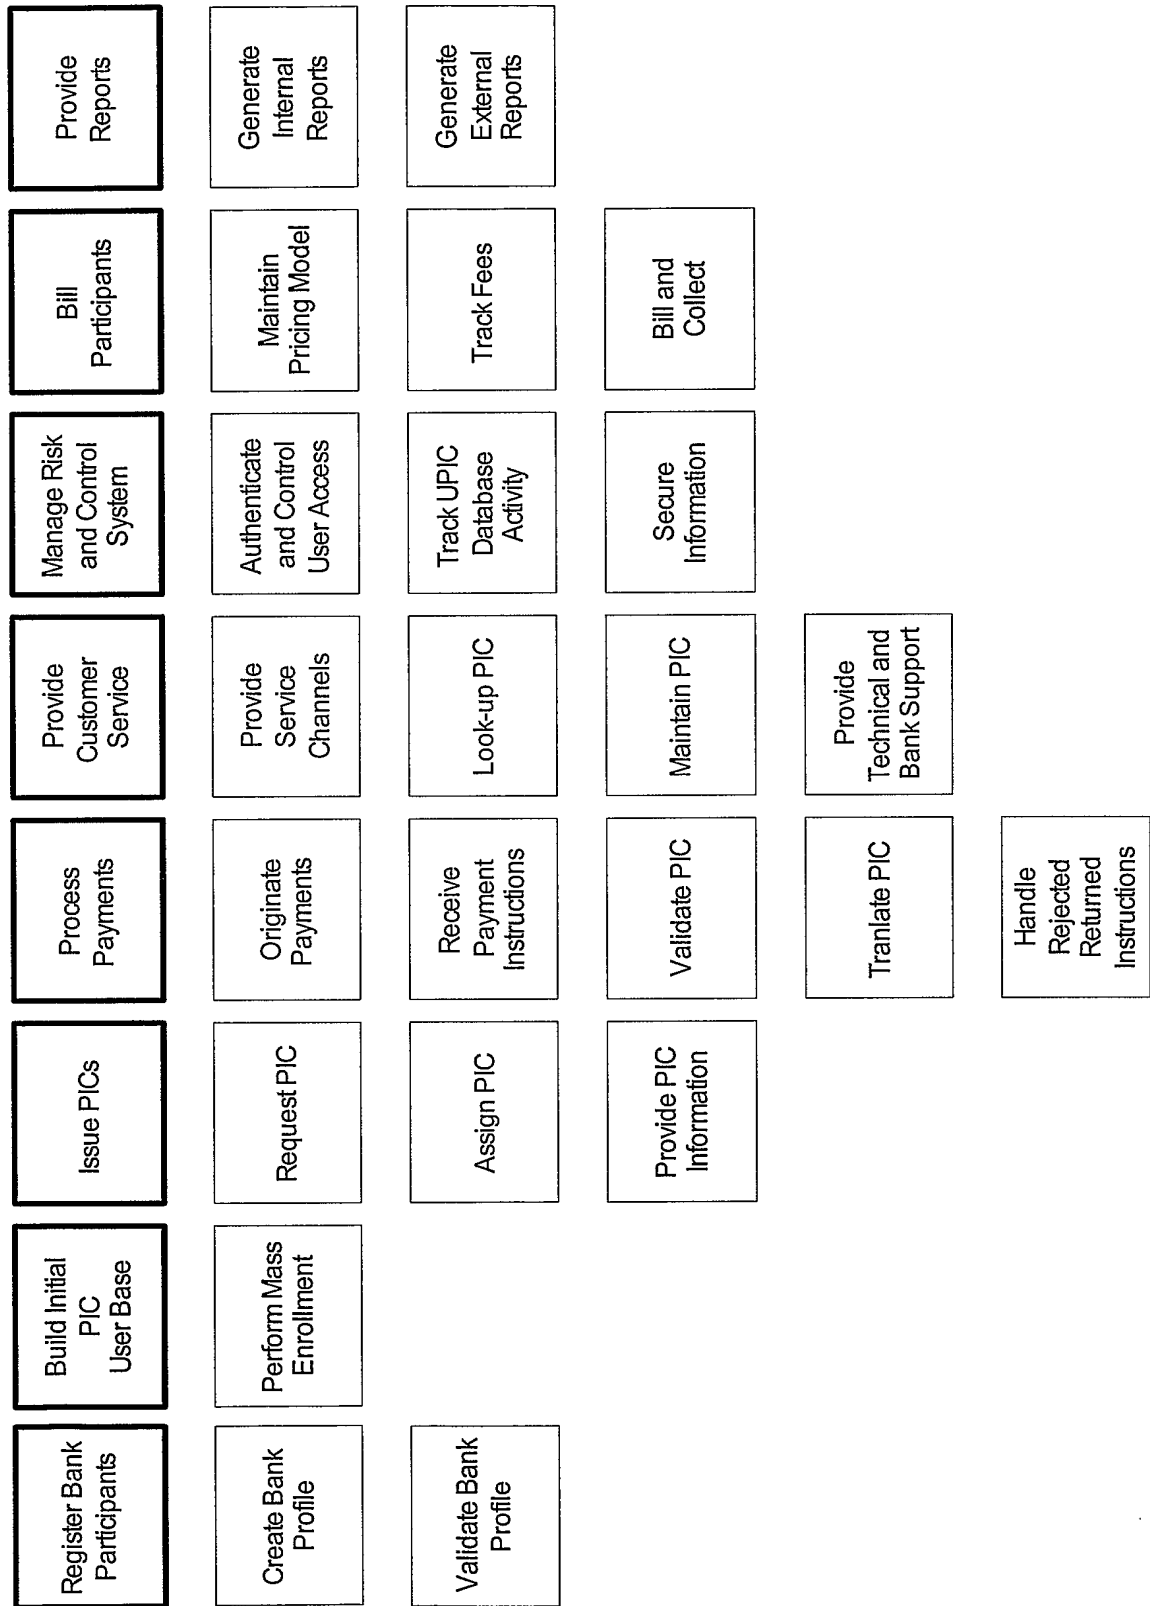 Register Bank
Participants
Create Bank
Profile
Validate Bank
Profile
Build Initial
PIC
User Base
Perform Mass
Enrollment
Issue PICs
Request PIC
Assign PIC
Provide PIC
Information
Process
Payments
Originate
Payments
Receive
Payment
Instructions
Validate PIC
Tranlate PIC
Handle
Rejected
Returned
Instructions
Provide
Customer
Service
Provide
Service
Channels
Look-up PIC
Maintain PIC
Provide
Technical and
Bank Support
Manage Risk
and Control
System
Authenticate
and Control
User Access
Track UPIC
Database
Activity
Secure
Information
Bill
Participants
Maintain
Pricing Model
Track Fees
Bill and
Collect
Provide
Reports
Generate
Internal
Reports
Generate
External
Reports